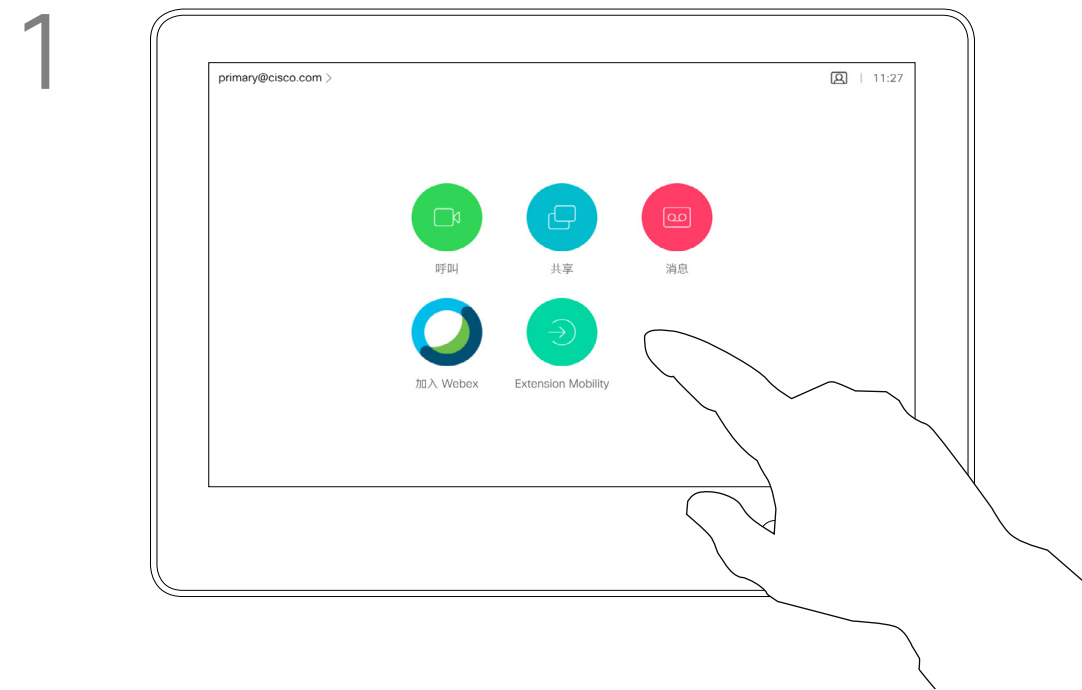 1
primary@cisco.com >
11:27
呼叫
共享
消息
加入 Webex
Extension Mobility